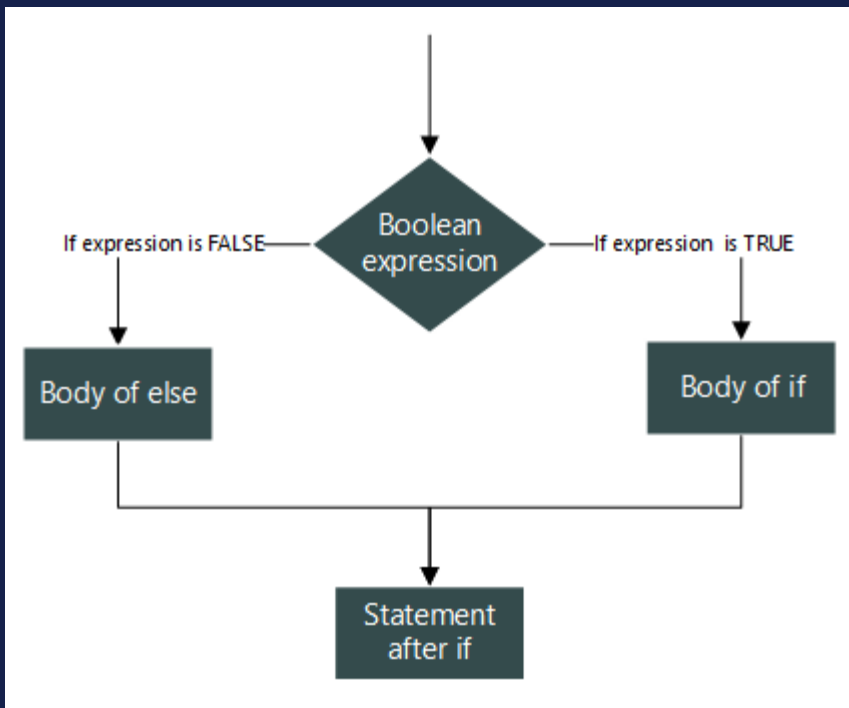 Boolean
expression
If expression is FALSE
If expression is TRUE
Body of else
Body of if
Statement
after if